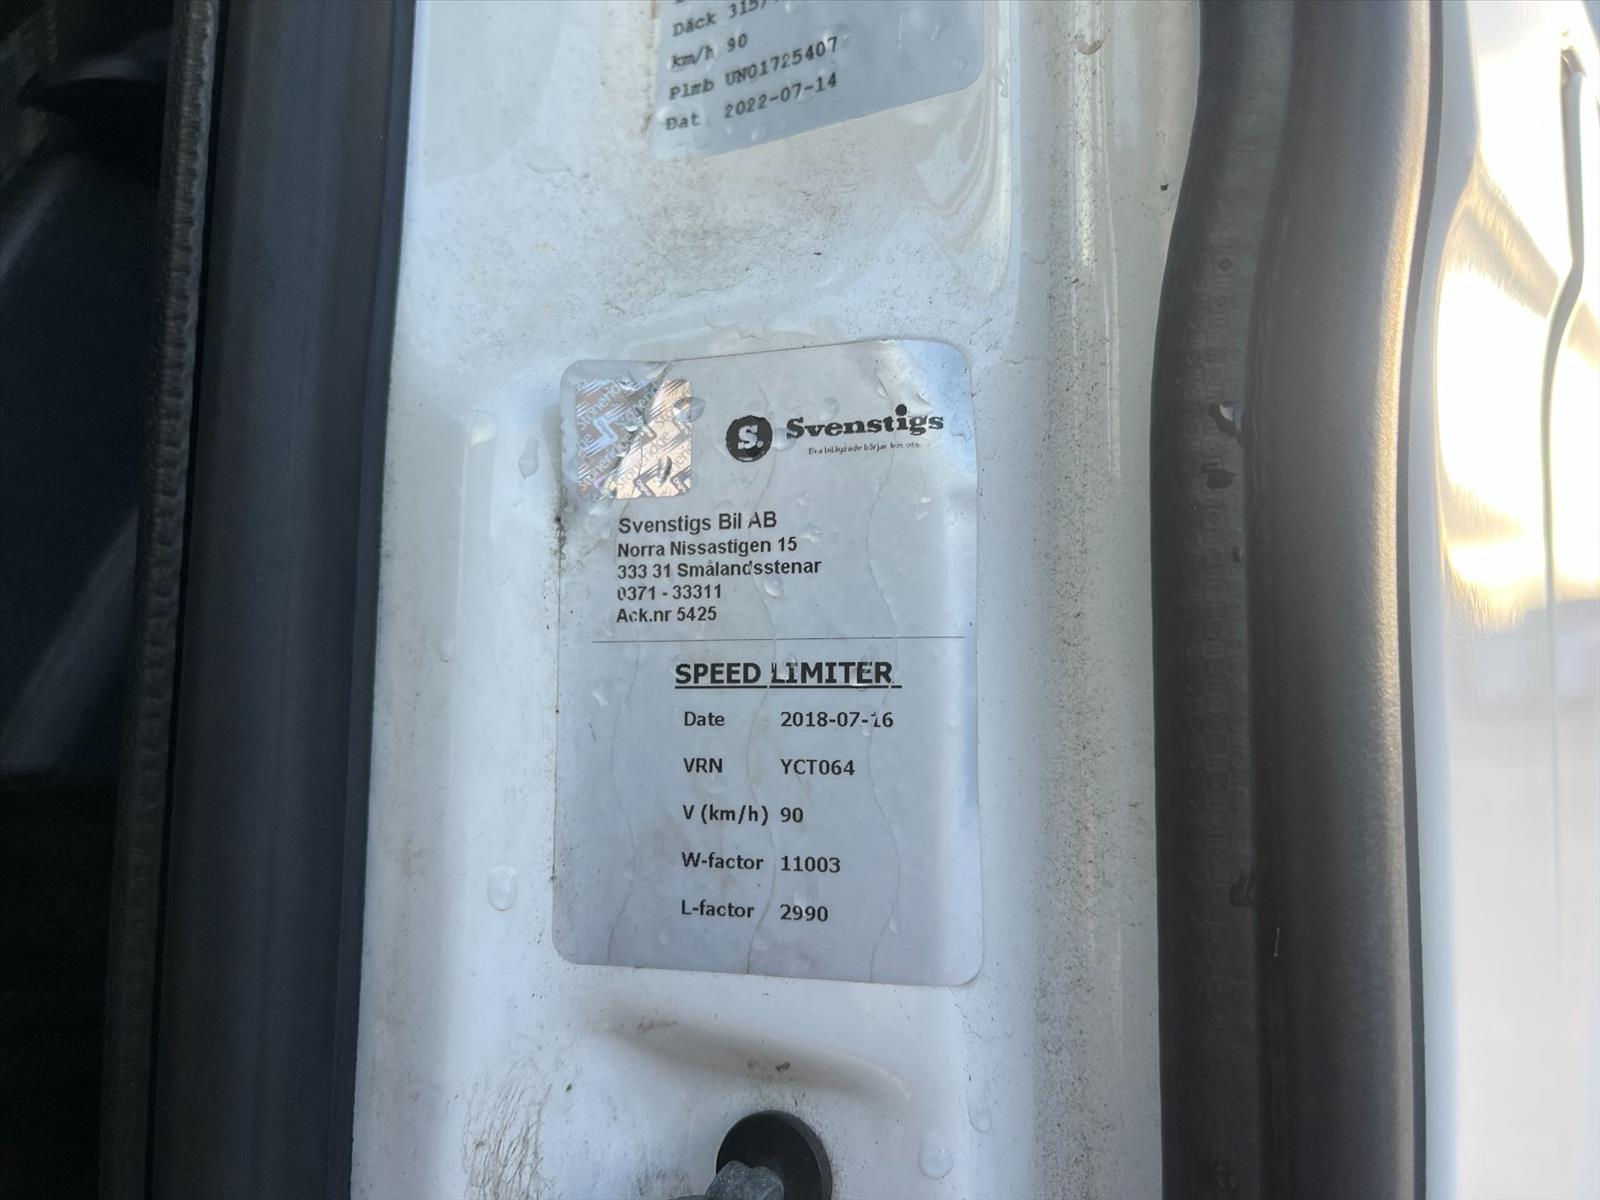 Däck 315/
km/h 90
Plmb UN01725407
Dat 2022-07-14
Stoneridge
S. Svenstigs
Svenstigs Bil AB
Norra Nissastigen 15
333 31 Smålandsstenar
0371 - 33311
Ack.nr 5425
SPEED LIMITER
Date 2018-07-16
VRN YCT064
V (km/h) 90
W-factor 11003
L-factor 2990